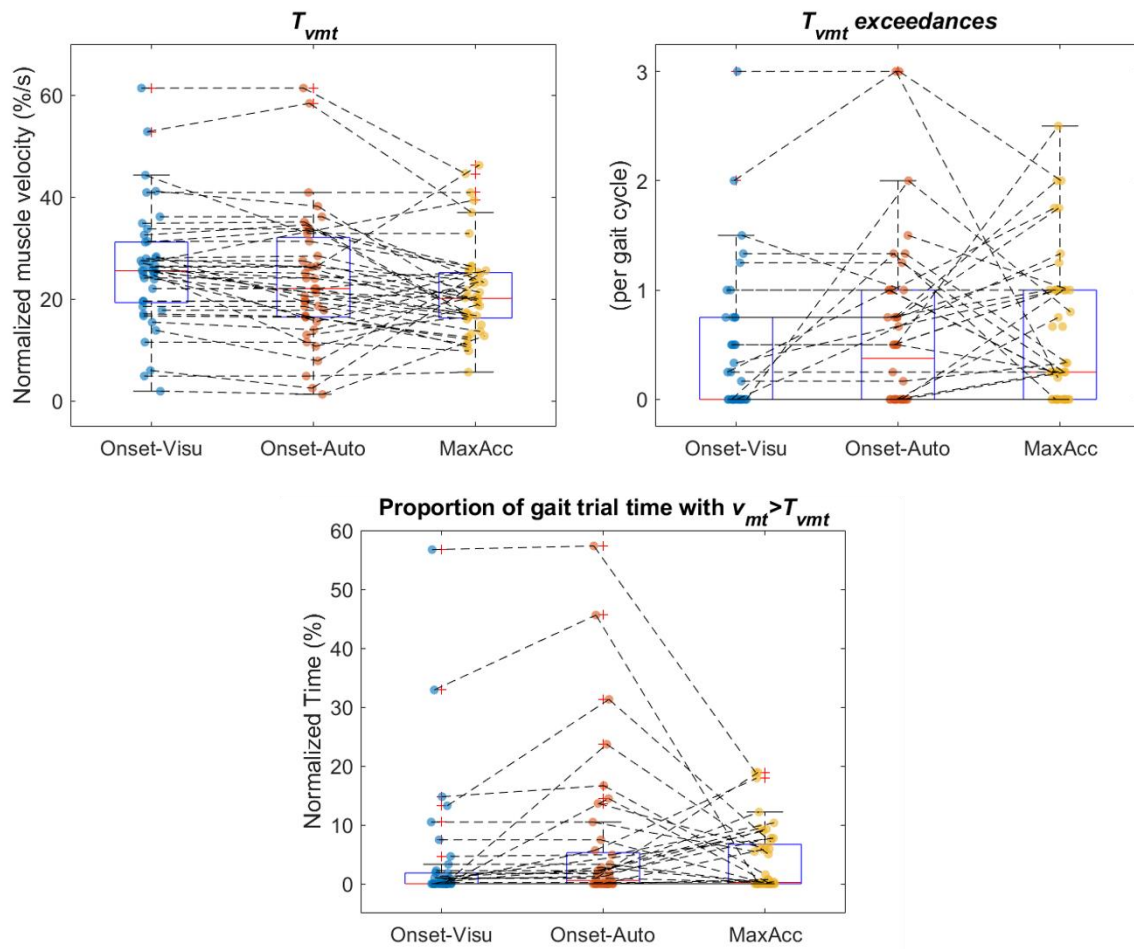 T_vmt
Normalized muscle velocity (%/s)
60
40
20
0
Onset-Visu Onset-Auto MaxAcc
T_vmt exceedances
(per gait cycle)
3
2
1
0
Onset-Visu Onset-Auto MaxAcc
Proportion of gait trial time with v_mt>T_vmt
Normalized Time (%)
60
50
40
30
20
10
0
Onset-Visu Onset-Auto MaxAcc